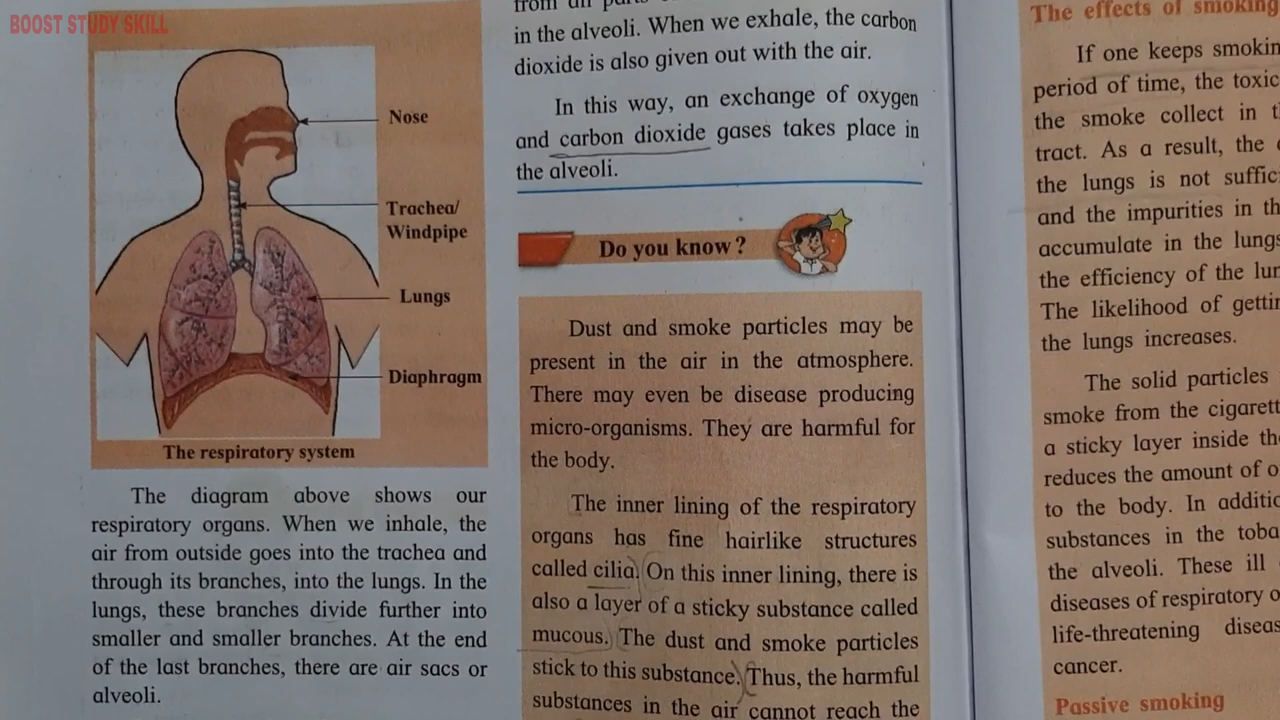 BOOST STUDY SKILL
Nose
Trachea/
Windpipe
Lungs
Diaphragm
The respiratory system
The diagram above shows our
respiratory organs. When we inhale, the
air from outside goes into the trachea and
through its branches, into the lungs. In the
lungs, these branches divide further into
smaller and smaller branches. At the end
of the last branches, there are air sacs or
alveoli.
from all parts
in the alveoli. When we exhale, the carbon
dioxide is also given out with the air.
In this way, an exchange of oxygen
and carbon dioxide gases takes place in
the alveoli.
Do you know?
Dust and smoke particles may be
present in the air in the atmosphere.
There may even be disease producing
micro-organisms. They are harmful for
the body.
The inner lining of the respiratory
organs has fine hairlike structures
called cilia. On this inner lining, there is
also a layer of a sticky substance called
mucous. The dust and smoke particles
stick to this substance. Thus, the harmful
substances in the air cannot reach the
The effects of smoking
If one keeps smokin
period of time, the toxic
the smoke collect in
tract. As a result, the
the lungs is not suffic
and the impurities in th
accumulate in the lungs
the efficiency of the lun
The likelihood of gettin
the lungs increases.
The solid particles
smoke from the cigarett
a sticky layer inside the
reduces the amount of o
to the body. In additio
substances in the toba
the alveoli. These ill
diseases of respiratory o
life-threatening diseas
cancer.
Passive smoking